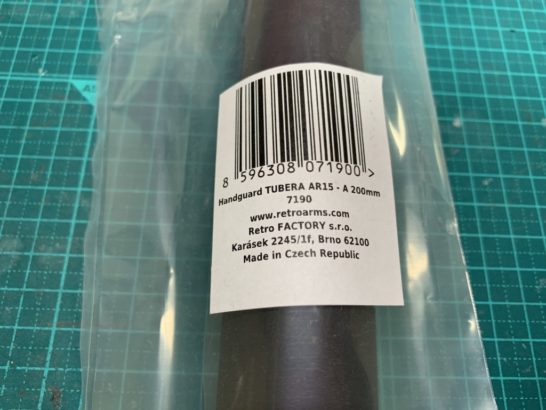 8 596308 071900 >
Handguard TUBERA AR15 - A 200mm
7190
www.retroarms.com
Retro FACTORY s.r.o.
Karásek 2245/1f, Brno 62100
Made in Czech Republic